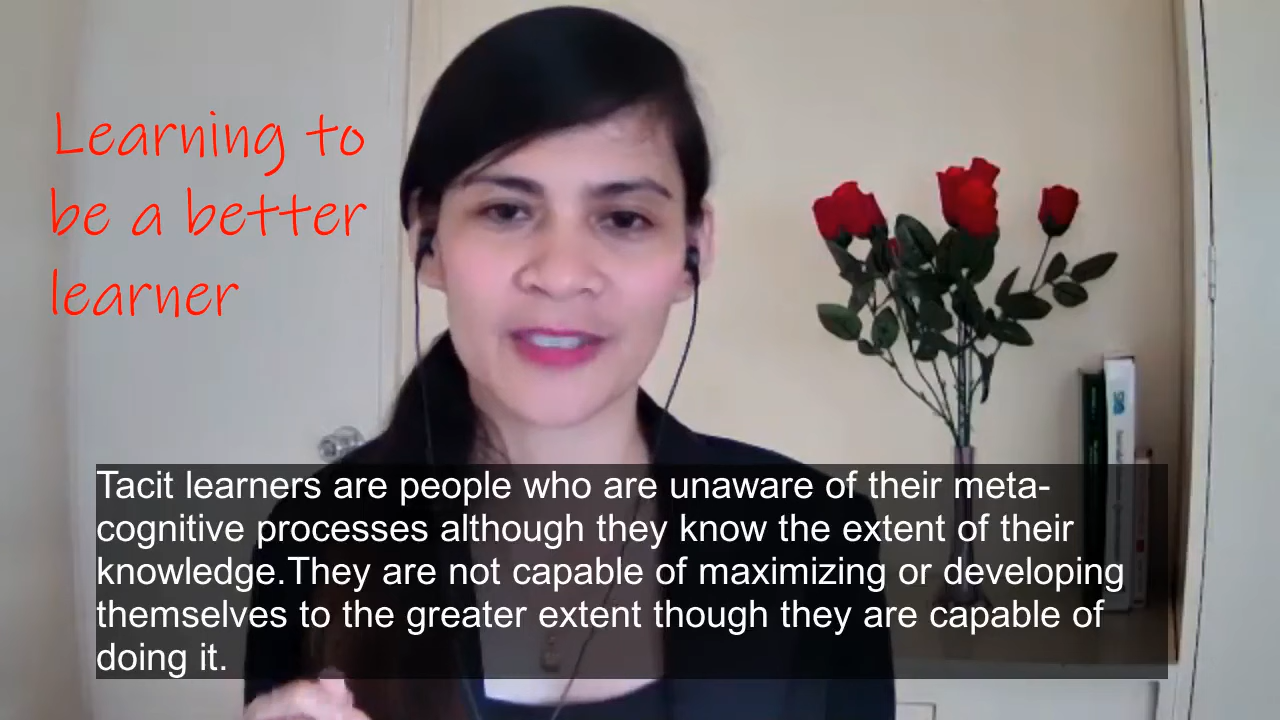 Learning to
be a better
learner
Tacit learners are people who are unaware of their meta-
cognitive processes although they know the extent of their
knowledge.They are not capable of maximizing or developing
themselves to the greater extent though they are capable of
doing it.